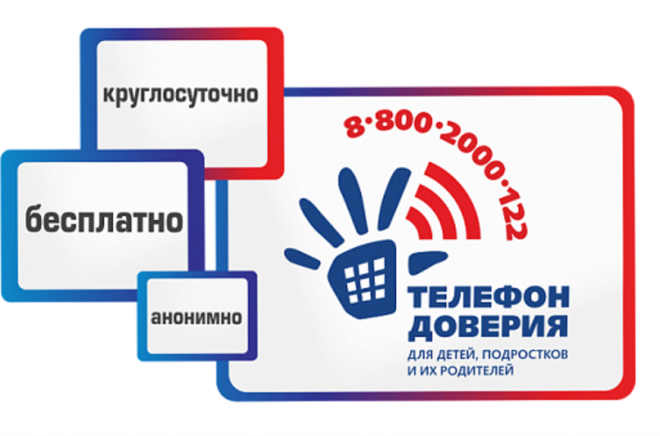 круглосуточно
бесплатно
анонимно
8·800·2000·122
ТЕЛЕФОН
ДОВЕРИЯ
ДЛЯ ДЕТЕЙ, ПОДРОСТКОВ
И ИХ РОДИТЕЛЕЙ